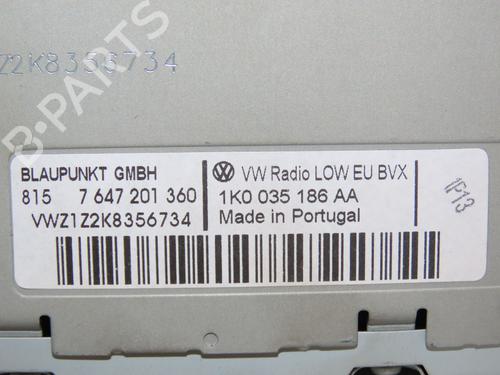 Z2K8356734
B-PARTS
BLAUPUNKT GMBH
815 7 647 201 360
VWZ1Z2K8356734
VW Radio LOW EU BVX
1K0 035 186 AA
Made in Portugal
1P13